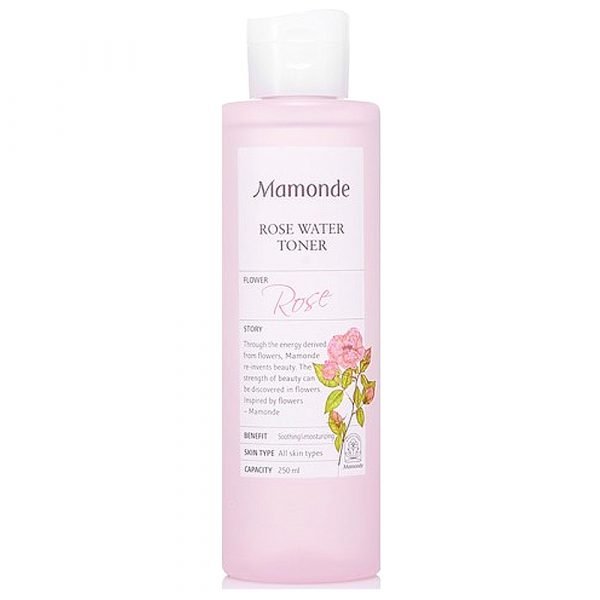 Mamonde
ROSE WATER
TONER
FLOWER
Rose
STORY
Through the energy derived
from flowers, Mamonde
re-invents beauty. The
strength of beauty can
be discovered in flowers.
Inspired by flowers
– Mamonde
BENEFIT Soothing\moisturizing
SKIN TYPE All skin types
CAPACITY 250 ml
Mamonde